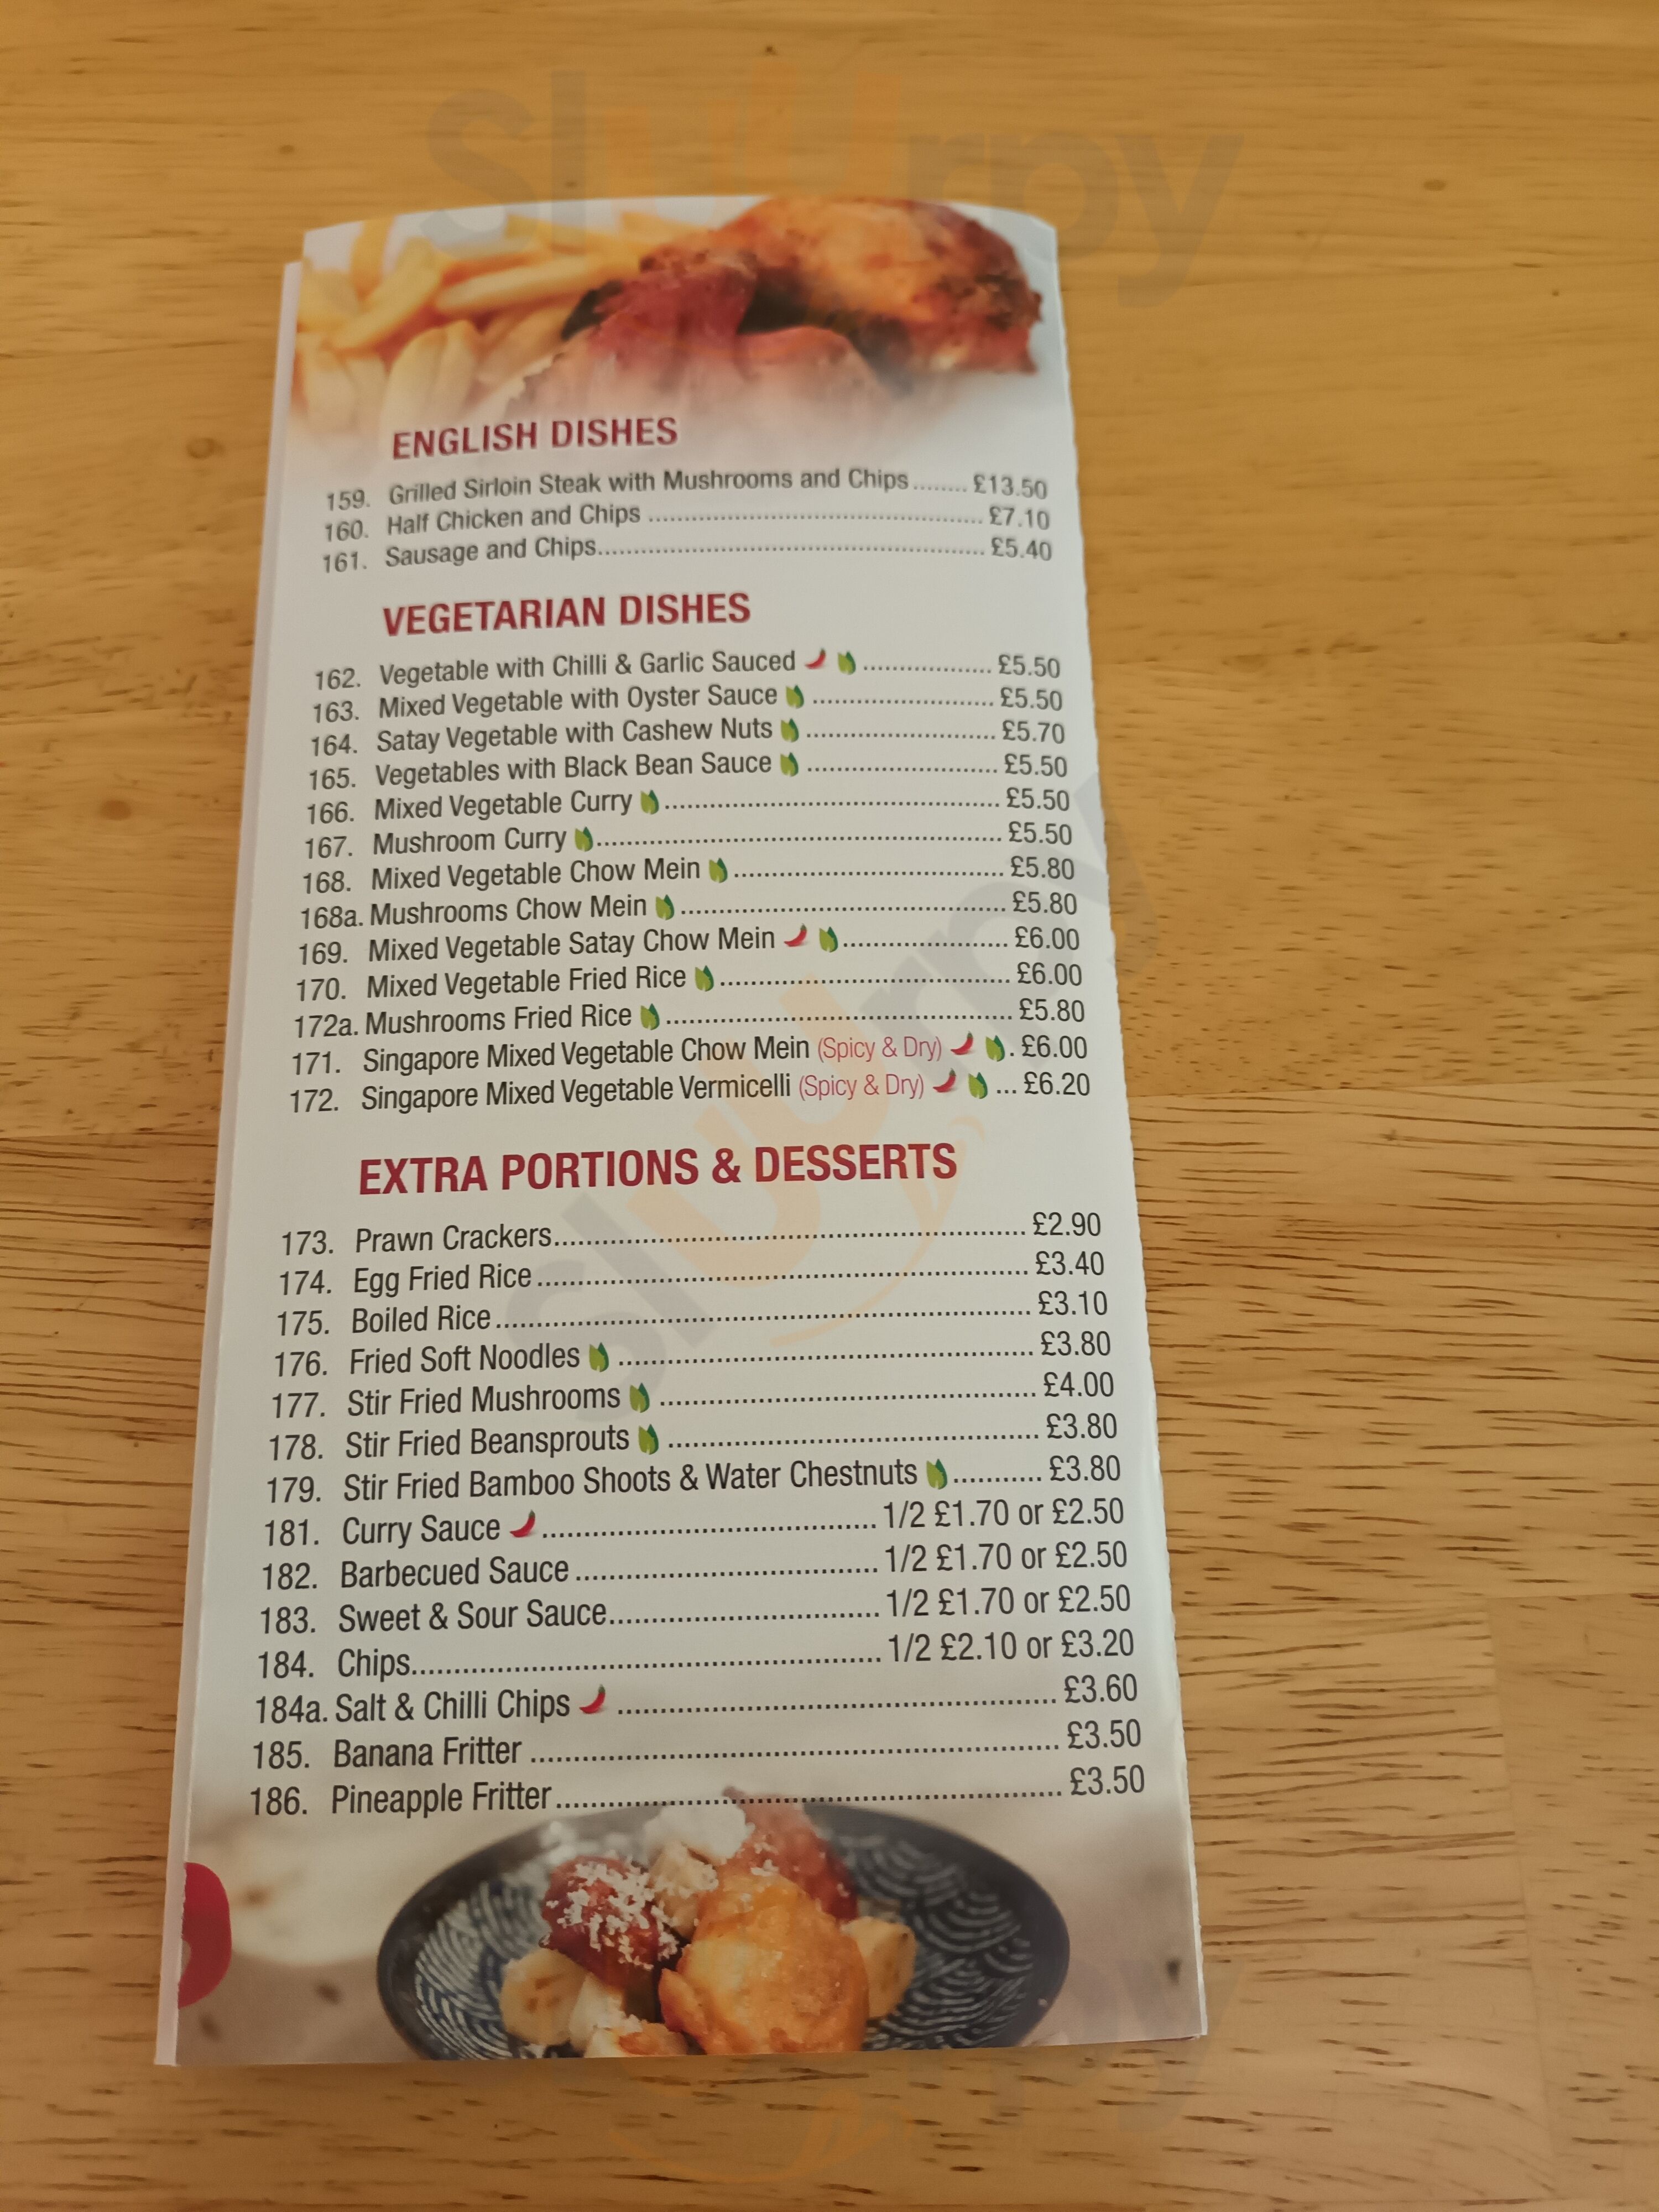 Sluurpy
ENGLISH DISHES
159. Grilled Sirloin Steak with Mushrooms and Chips ........ £13.50
160. Half Chicken and Chips ........ £7.10
161. Sausage and Chips ........ £5.40
VEGETARIAN DISHES
162. Vegetable with Chilli & Garlic Sauced ........ £5.50
163. Mixed Vegetable with Oyster Sauce ........ £5.50
164. Satay Vegetable with Cashew Nuts ........ £5.70
165. Vegetables with Black Bean Sauce ........ £5.50
166. Mixed Vegetable Curry ........ £5.50
167. Mushroom Curry ........ £5.50
168. Mixed Vegetable Chow Mein ........ £5.80
168a. Mushrooms Chow Mein ........ £5.80
169. Mixed Vegetable Satay Chow Mein ........ £6.00
170. Mixed Vegetable Fried Rice ........ £6.00
172a. Mushrooms Fried Rice ........ £5.80
171. Singapore Mixed Vegetable Chow Mein (Spicy & Dry) . £6.00
172. Singapore Mixed Vegetable Vermicelli (Spicy & Dry) ... £6.20
Sluurpy
EXTRA PORTIONS & DESSERTS
173. Prawn Crackers ........ £2.90
174. Egg Fried Rice ........ £3.40
175. Boiled Rice ........ £3.10
176. Fried Soft Noodles ........ £3.80
177. Stir Fried Mushrooms ........ £4.00
178. Stir Fried Beansprouts ........ £3.80
179. Stir Fried Bamboo Shoots & Water Chestnuts ........ £3.80
181. Curry Sauce ........ 1/2 £1.70 or £2.50
182. Barbecued Sauce ........ 1/2 £1.70 or £2.50
183. Sweet & Sour Sauce ........ 1/2 £1.70 or £2.50
184. Chips ........ 1/2 £2.10 or £3.20
184a. Salt & Chilli Chips ........ £3.60
185. Banana Fritter ........ £3.50
186. Pineapple Fritter ........ £3.50